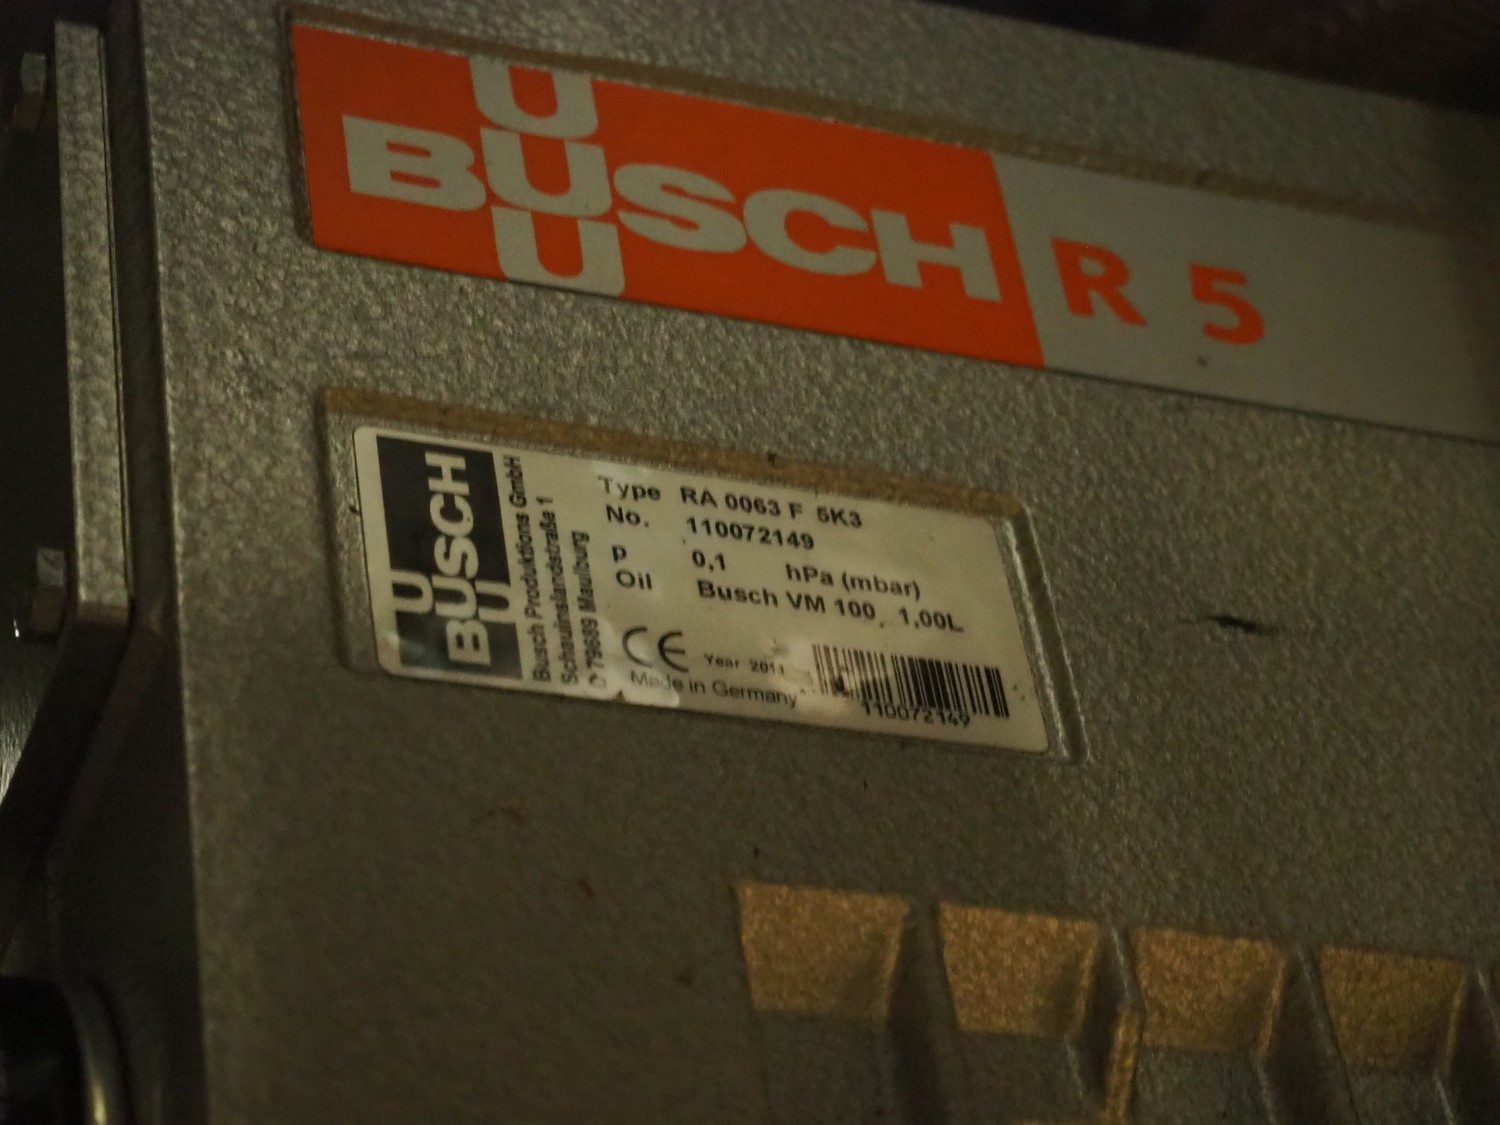 U
BUSCH R 5
U
U
BUSCH
U
Busch Produktions GmbH
Schauinslandstraße 1
79689 Maulburg
Type RA 0063 F 5K3
No. 110072149
p 0,1 hPa (mbar)
Oil Busch VM 100, 1,00L
CE Year 2011
Made in Germany
110072149